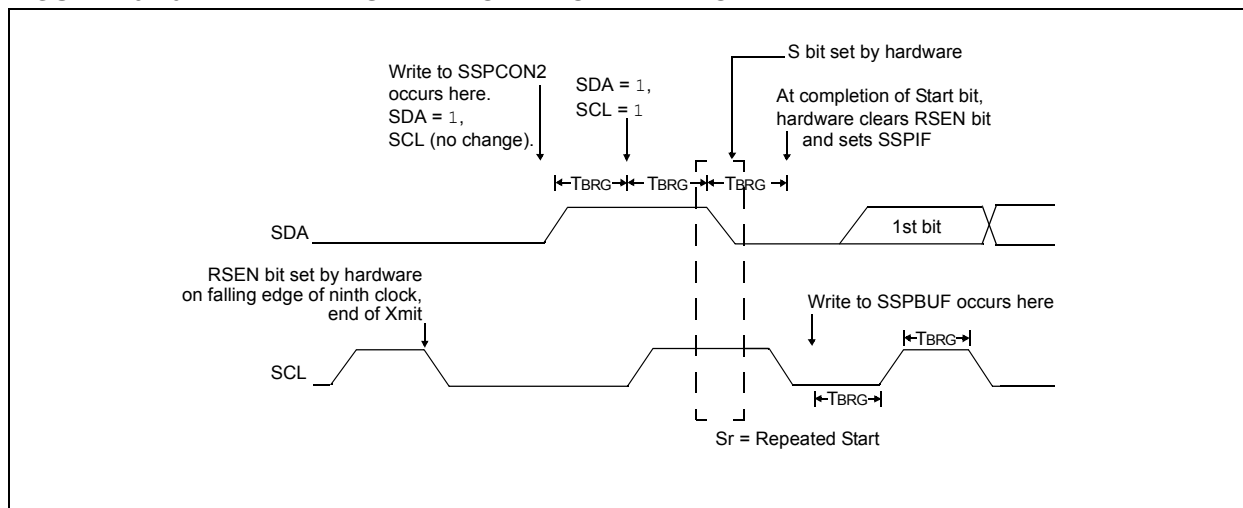 S bit set by hardware
Write to SSPCON2
occurs here.
SDA = 1,
SCL (no change).
SDA = 1,
SCL = 1
At completion of Start bit,
hardware clears RSEN bit
and sets SSPIF
TBRG
TBRG
TBRG
SDA
1st bit
RSEN bit set by hardware
on falling edge of ninth clock,
end of Xmit
Write to SSPBUF occurs here
TBRG
SCL
TBRG
Sr = Repeated Start